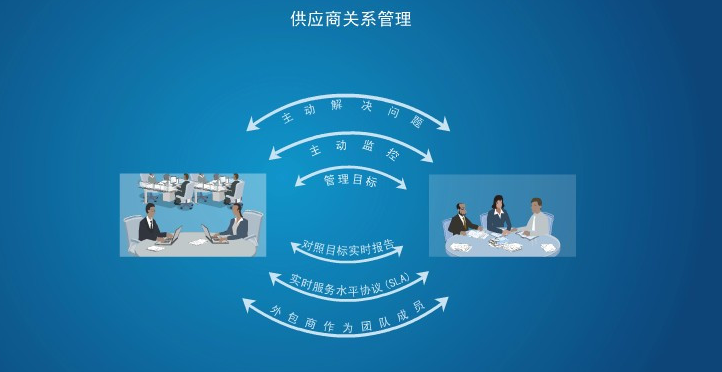 供应商关系管理
主动解决问题
主动监控
管理目标
对照目标实时报告
实时服务水平协议(SLA)
外包商作为团队成员